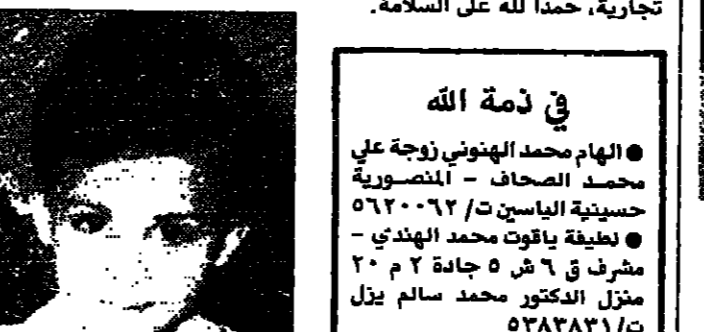 تجارية، حمدا لله على السلامة.
في ذمة الله
● الهام محمد الهنوني زوجة علي
محمد الصحاف – المنصورية
حسينية الياسين ت/ ٥٦٢٠٠٦٢
● لطيفة ياقوت محمد الهندي –
مشرف ق ٦ ش ٥ جادة ٢ م ٢٠
منزل الدكتور محمد سالم يزل
ت/ ٥٣٨٣٨٣١